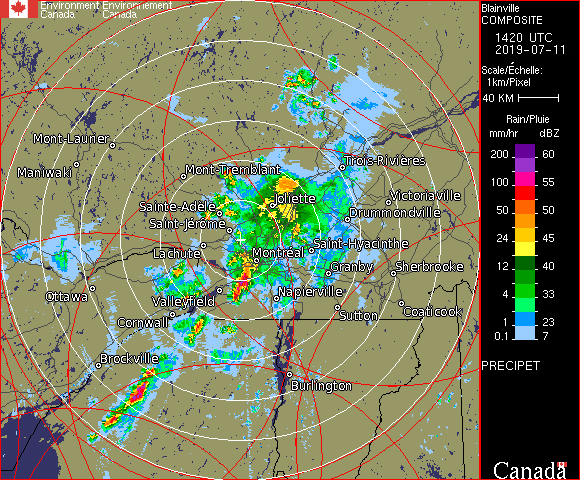 Environment Environnement
Canada Canada
Blainville
COMPOSITE
1420 UTC
2019-07-11
Scale/Échelle:
1km/Pixel
40 KM
Rain/Pluie
mm/hr dBZ
200 60
100 55
50 50
24 45
12 40
4 33
1 23
0.1 7
PRECIPET
Canada
Mont-Laurier
Maniwaki
Mont-Tremblant
Trois-Rivières
Joliette
Victoriaville
Sainte-Adèle
Drummondville
Saint-Jérôme
Saint-Hyacinthe
Lachute
Montréal
Granby
Sherbrooke
Ottawa
Valleyfield
Napierville
Cornwall
Sutton
Coaticook
Brockville
Burlington